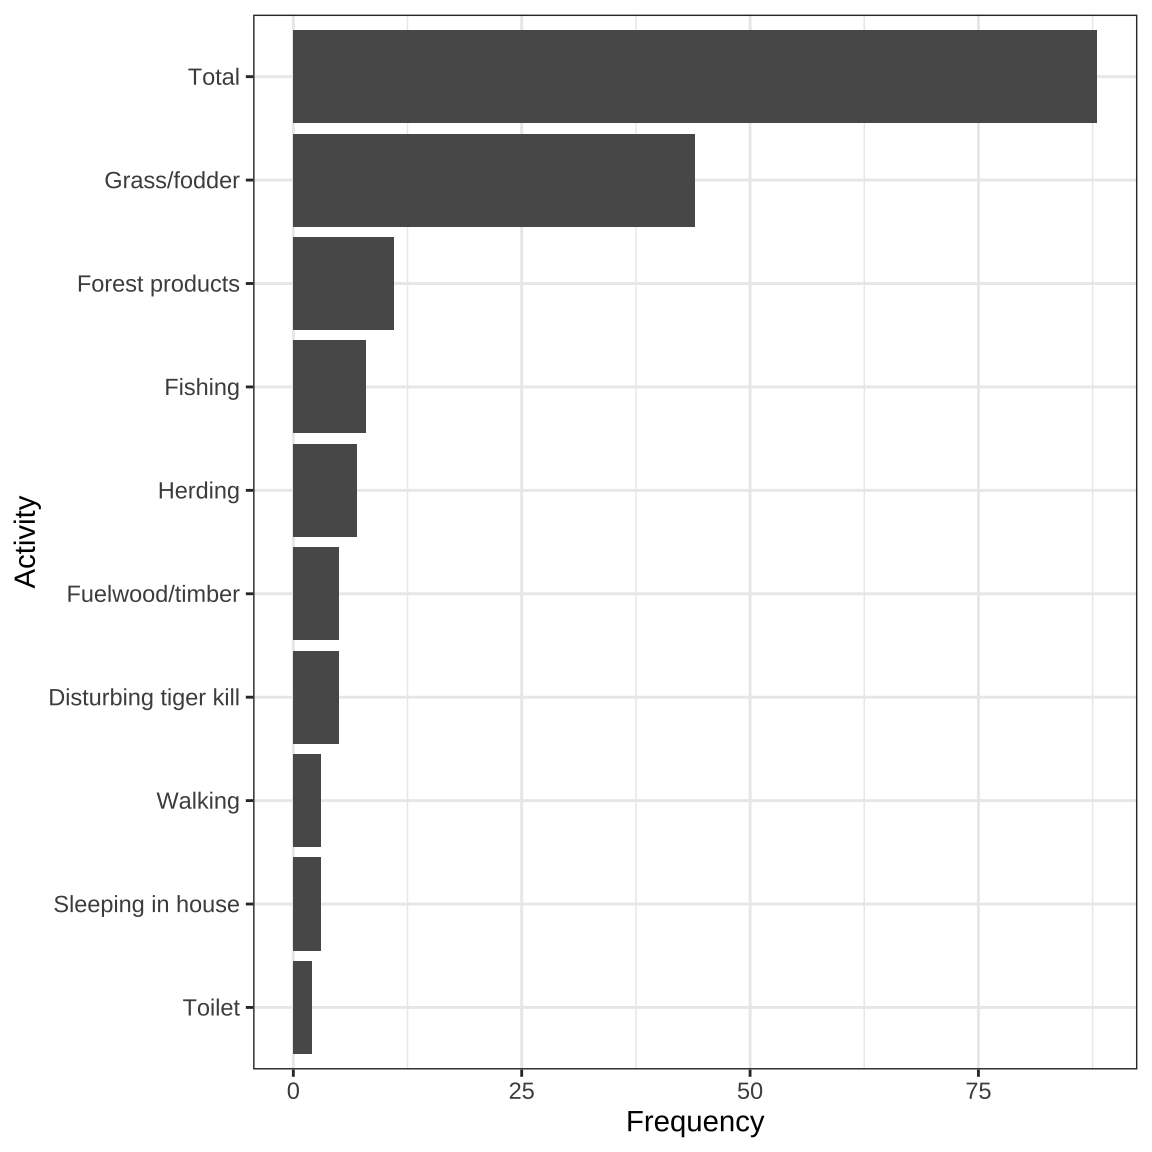 Total
Grass/fodder
Forest products
Fishing
Herding
Fuelwood/timber
Disturbing tiger kill
Walking
Sleeping in house
Toilet
Activity
0 25 50 75
Frequency